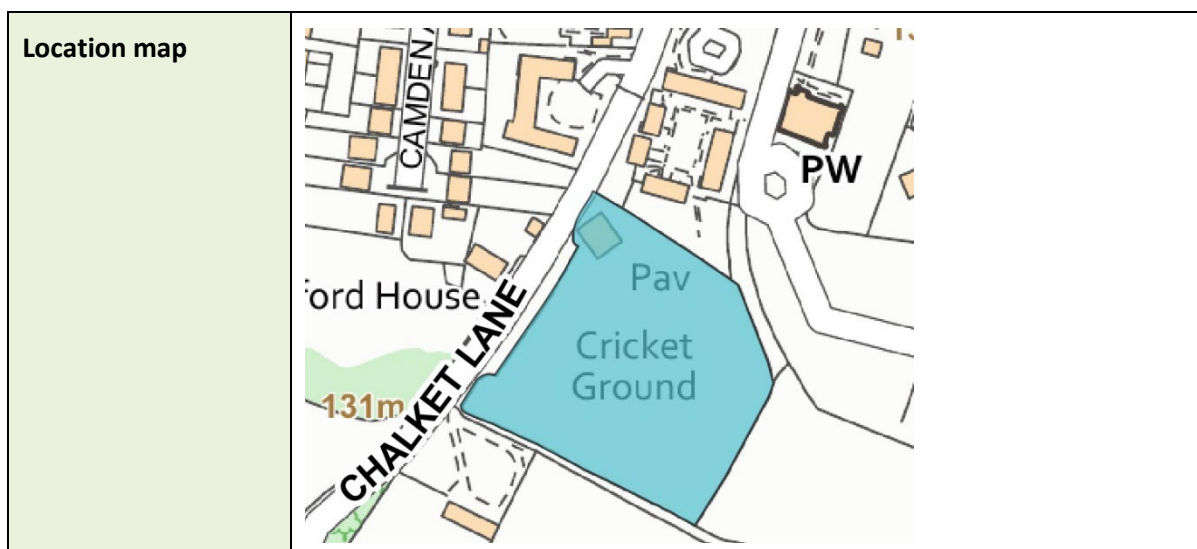 Location map
CAMDEN
PW
Pav
ford House
Cricket
Ground
131m
CHALKET LANE